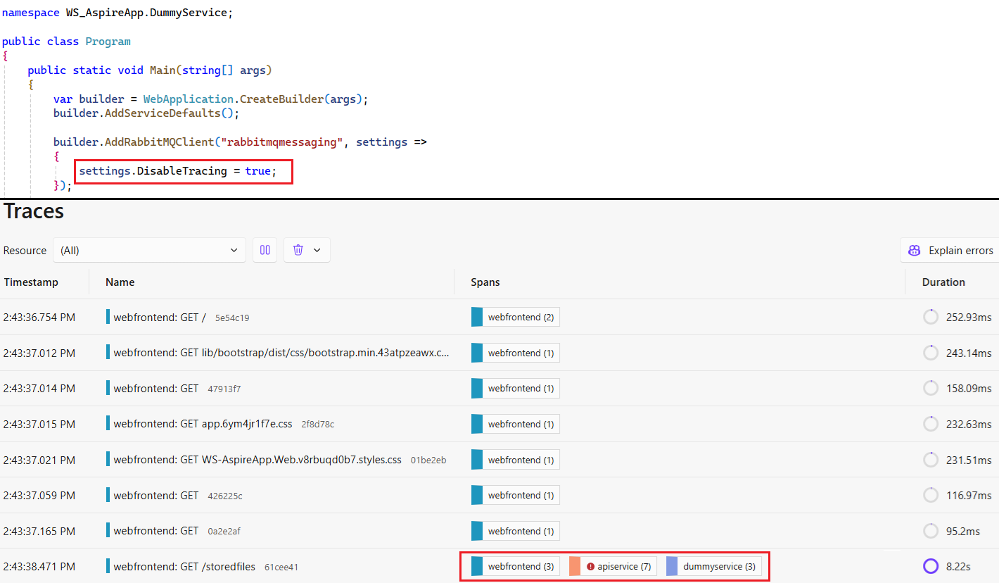 namespace WS_AspireApp.DummyService;
public class Program
{
public static void Main(string[] args)
{
var builder = WebApplication.CreateBuilder(args);
builder.AddServiceDefaults();
builder.AddRabbitMQClient("rabbitmqmessaging", settings =>
{
settings.DisableTracing = true;
});
Traces
Resource (All) Explain errors
Timestamp Name Spans Duration
2:43:36.754 PM webfrontend: GET / 5e54c19 webfrontend (2) 252.93ms
2:43:37.012 PM webfrontend: GET lib/bootstrap/dist/css/bootstrap.min.43atpzeawx.c... webfrontend (1) 243.14ms
2:43:37.014 PM webfrontend: GET 47913f7 webfrontend (1) 158.09ms
2:43:37.015 PM webfrontend: GET app.6ym4jr1f7e.css 2f8d78c webfrontend (1) 232.63ms
2:43:37.021 PM webfrontend: GET WS-AspireApp.Web.v8rbuqd0b7.styles.css 01be2eb webfrontend (1) 231.51ms
2:43:37.059 PM webfrontend: GET 426225c webfrontend (1) 116.97ms
2:43:37.165 PM webfrontend: GET 0a2e2af webfrontend (1) 95.2ms
2:43:38.471 PM webfrontend: GET /storedfiles 61cee41 webfrontend (3) apiservice (7) dummyservice (3) 8.22s